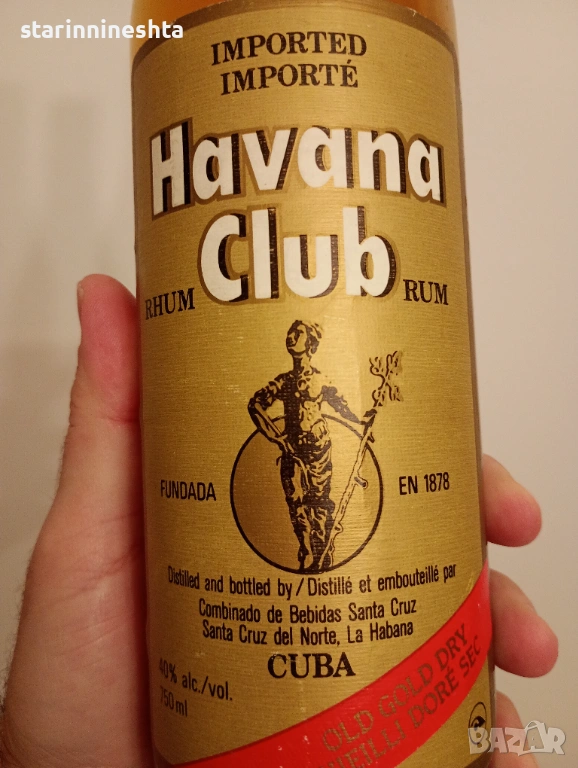 starinnineshta
IMPORTED
IMPORTÉ
Havana
Club
RHUM
RUM
FUNDADA
EN 1878
Distilled and bottled by / Distillé et embouteillé par
Combinado de Bebidas Santa Cruz
Santa Cruz del Norte, La Habana
CUBA
40% alc./vol.
750 ml
OLD GOLD DRY
VIEILLI DORÉ SEC
BAZAR